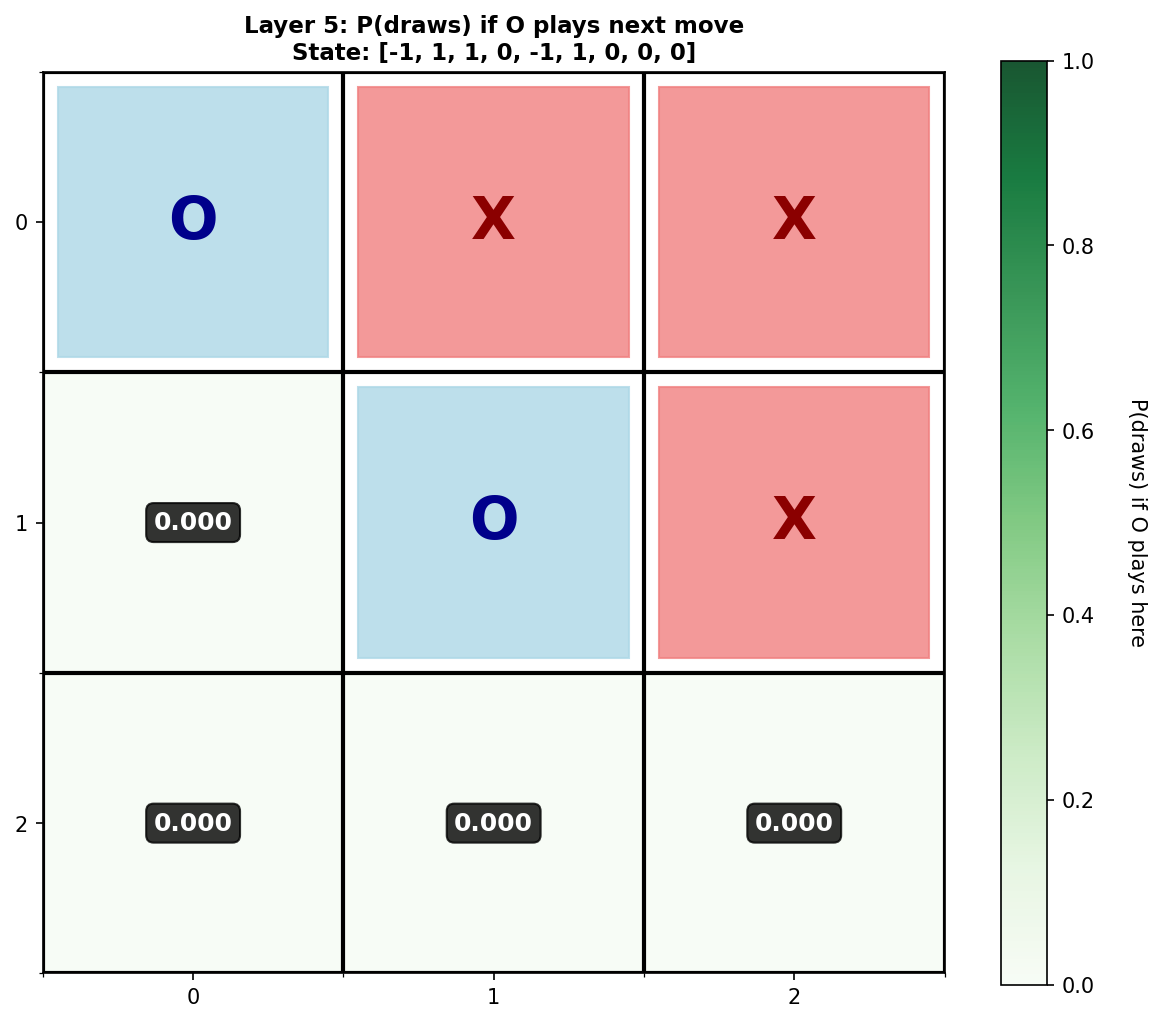 Layer 5: P(draws) if O plays next move
State: [-1, 1, 1, 0, -1, 1, 0, 0, 0]
0
O
X
X
1
0.000
O
X
2
0.000
0.000
0.000
0
1
2
1.0
0.8
0.6
0.4
0.2
0.0
P(draws) if O plays here